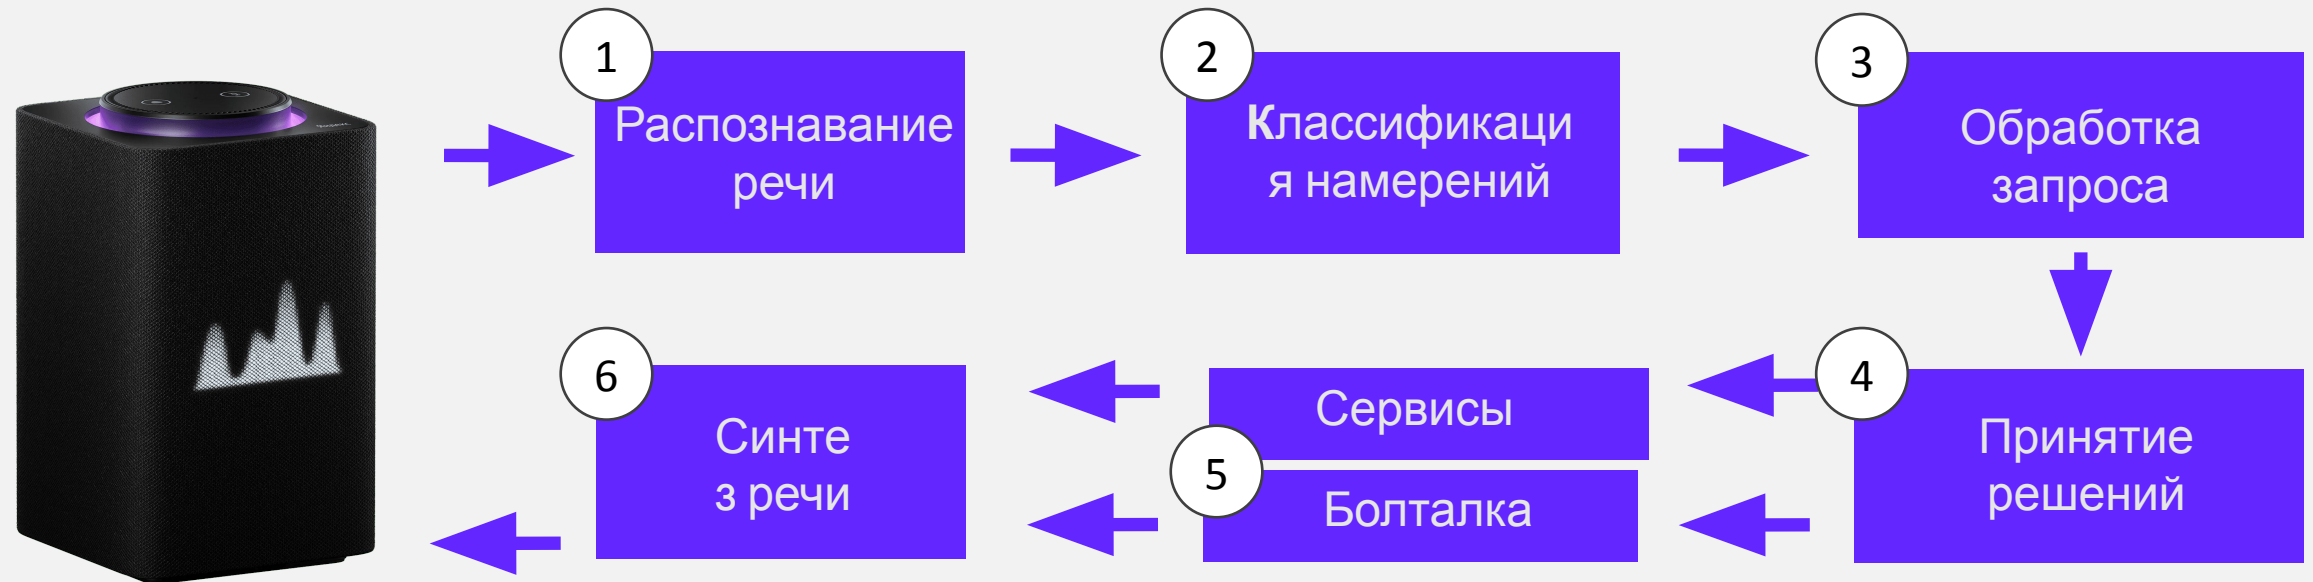 1
Распознавание
речи
2
Классификаци
я намерений
3
Обработка
запроса
4
Принятие
решений
Сервисы
5
Болталка
6
Синте
з речи